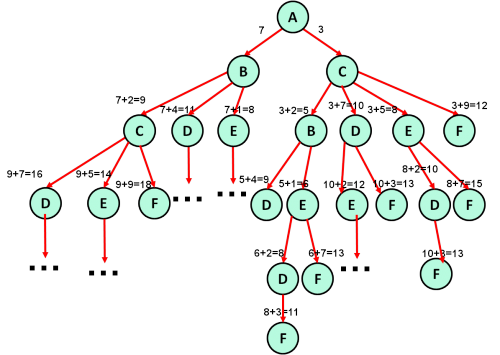 A
7 3
B C
7+2=9 7+4=11 7+1=8 3+2=5 3+7=10 3+5=8 3+9=12
C D E B D E F
9+7=16 9+5=14 9+9=18 5+4=9 5+1=6 10+2=12 10+3=13 8+2=10 8+7=15
D E F D E E F D F
6+2=8 6+7=13 10+3=13
D F F
8+3=11
F